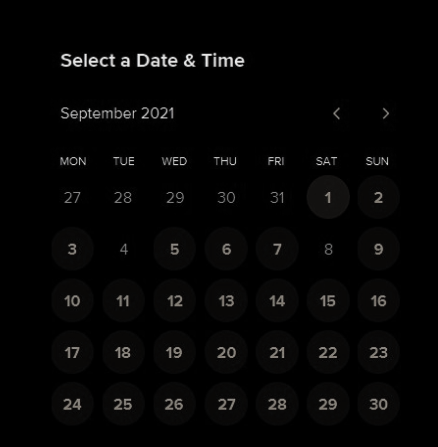 Select a Date & Time
September 2021
MON TUE WED THU FRI SAT SUN
27 28 29 30 31 1 2
3 4 5 6 7 8 9
10 11 12 13 14 15 16
17 18 19 20 21 22 23
24 25 26 27 28 29 30